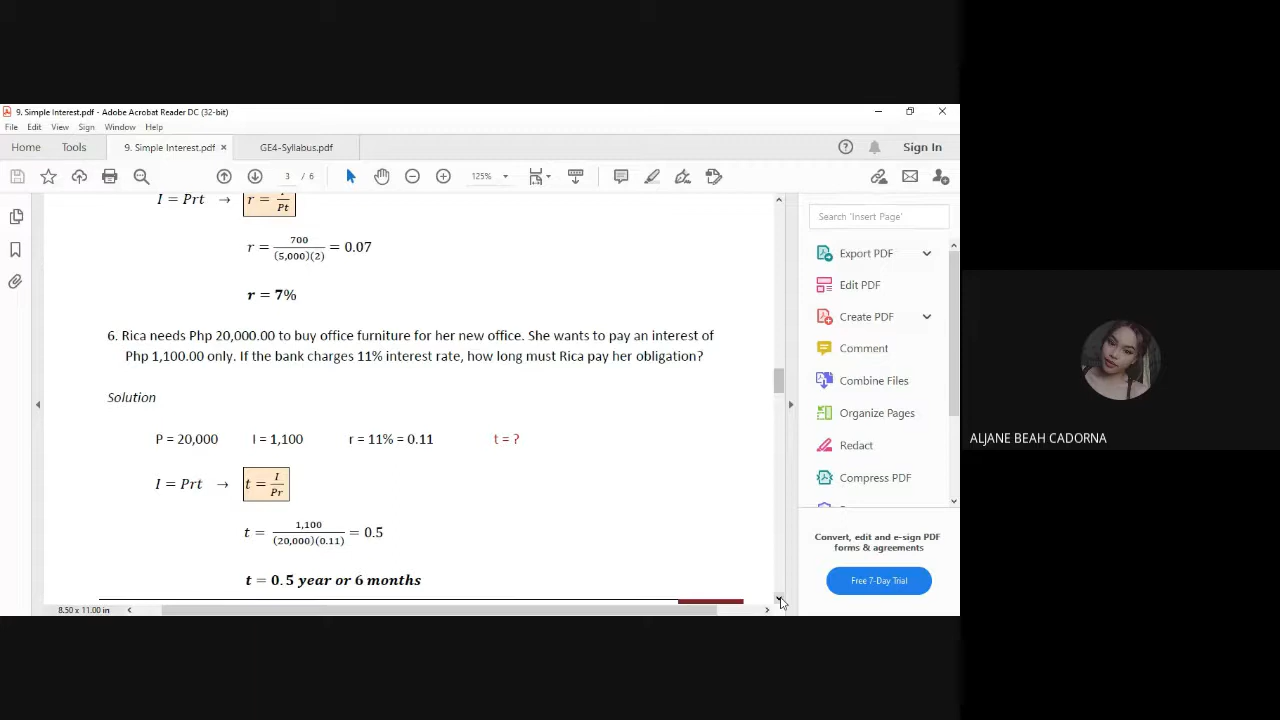 9. Simple Interest.pdf - Adobe Acrobat Reader DC (32-bit)
File Edit View Sign Window Help
Home Tools 9. Simple Interest.pdf × GE4-Syllabus.pdf Sign In
3 / 6 125%
I = Prt → r = I/Pt
r = 700/(5,000)(2) = 0.07
r = 7%
6. Rica needs Php 20,000.00 to buy office furniture for her new office. She wants to pay an interest of
Php 1,100.00 only. If the bank charges 11% interest rate, how long must Rica pay her obligation?
Solution
P = 20,000 I = 1,100 r = 11% = 0.11 t = ?
I = Prt → t = I/Pr
t = 1,100/(20,000)(0.11) = 0.5
t = 0.5 year or 6 months
8.50 x 11.00 in
Search 'Insert Page'
Export PDF
Edit PDF
Create PDF
Comment
Combine Files
Organize Pages
Redact
Compress PDF
Convert, edit and e-sign PDF
forms & agreements
Free 7-Day Trial
ALJANE BEAH CADORNA